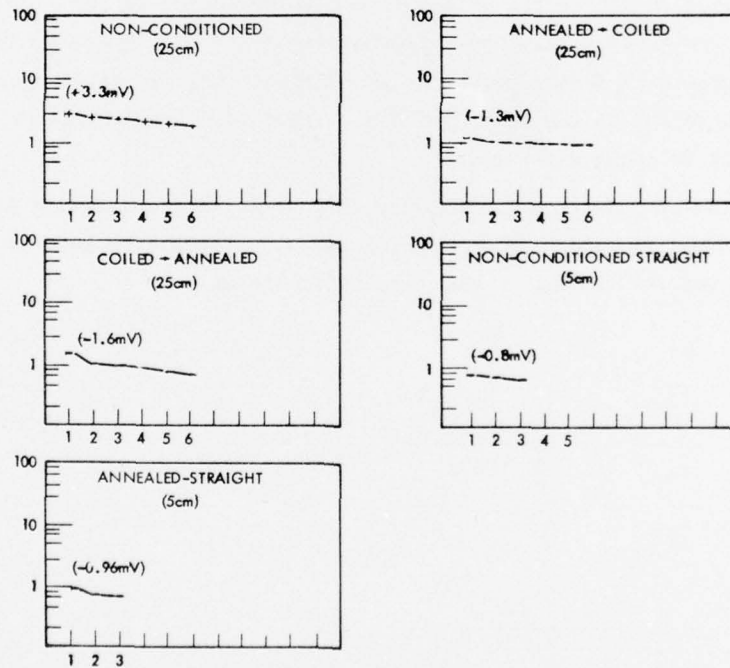 100
NON-CONDITIONED
(25cm)
10
(+3.3mV)
1
1 2 3 4 5 6
100
ANNEALED → COILED
(25cm)
10
(-1.3mV)
1
1 2 3 4 5 6
100
COILED → ANNEALED
(25cm)
10
(-1.6mV)
1
1 2 3 4 5 6
100
NON-CONDITIONED STRAIGHT
(5cm)
10
(-0.8mV)
1
1 2 3 4 5
100
ANNEALED-STRAIGHT
(5cm)
10
(-0.96mV)
1
1 2 3